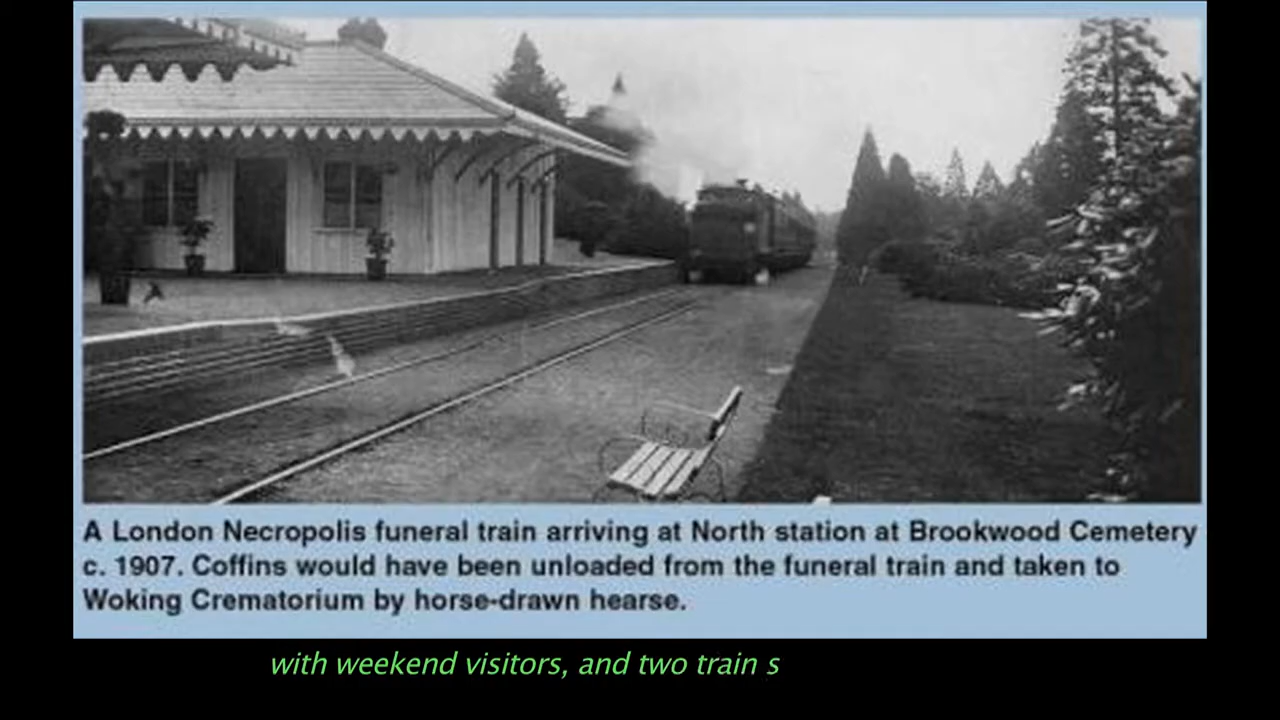 A London Necropolis funeral train arriving at North station at Brookwood Cemetery
c. 1907. Coffins would have been unloaded from the funeral train and taken to
Woking Crematorium by horse-drawn hearse.
with weekend visitors, and two train s